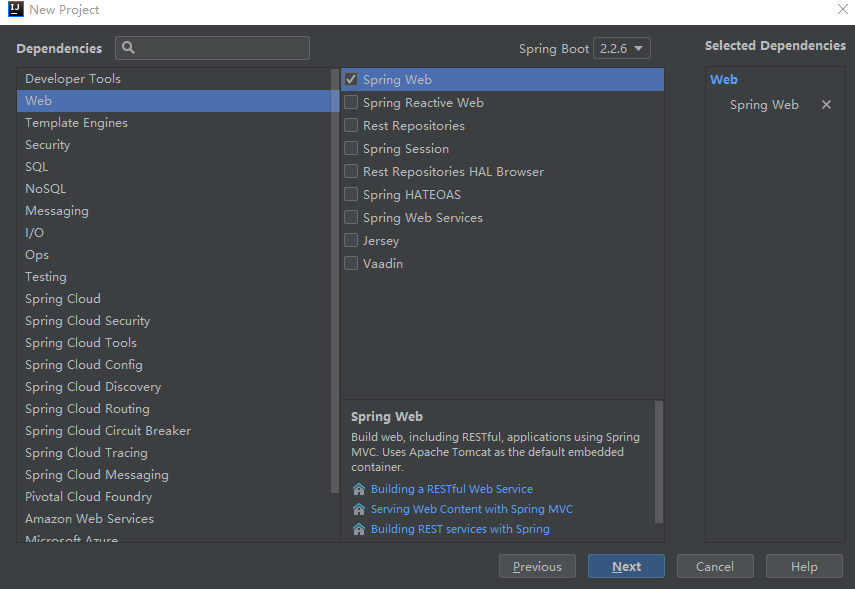 New Project
Dependencies
Spring Boot 2.2.6
Selected Dependencies
Developer Tools
Web
Template Engines
Security
SQL
NoSQL
Messaging
I/O
Ops
Testing
Spring Cloud
Spring Cloud Security
Spring Cloud Tools
Spring Cloud Config
Spring Cloud Discovery
Spring Cloud Routing
Spring Cloud Circuit Breaker
Spring Cloud Tracing
Spring Cloud Messaging
Pivotal Cloud Foundry
Amazon Web Services
Microsoft Azure
Spring Web
Spring Reactive Web
Rest Repositories
Spring Session
Rest Repositories HAL Browser
Spring HATEOAS
Spring Web Services
Jersey
Vaadin
Spring Web
Build web, including RESTful, applications using Spring
MVC. Uses Apache Tomcat as the default embedded
container.
Building a RESTful Web Service
Serving Web Content with Spring MVC
Building REST services with Spring
Web
Spring Web
Previous
Next
Cancel
Help